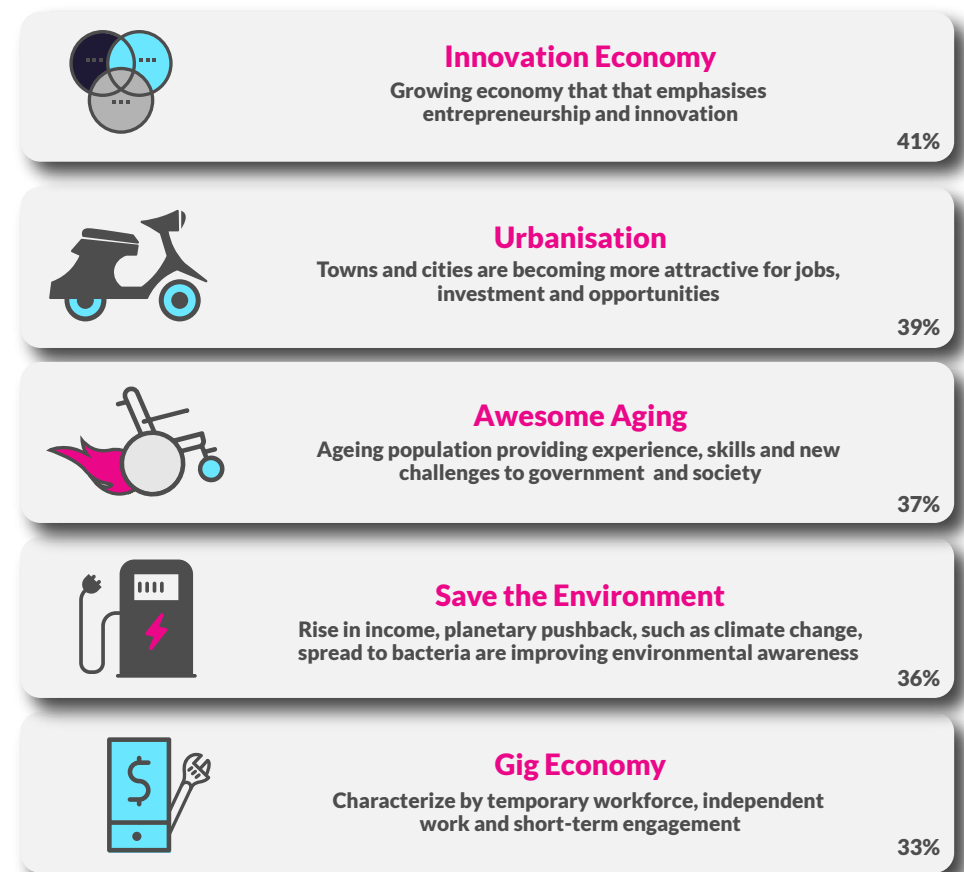 Innovation Economy
Growing economy that that emphasises
entrepreneurship and innovation
41%
Urbanisation
Towns and cities are becoming more attractive for jobs,
investment and opportunities
39%
Awesome Aging
Ageing population providing experience, skills and new
challenges to government and society
37%
Save the Environment
Rise in income, planetary pushback, such as climate change,
spread to bacteria are improving environmental awareness
36%
$
Gig Economy
Characterize by temporary workforce, independent
work and short-term engagement
33%